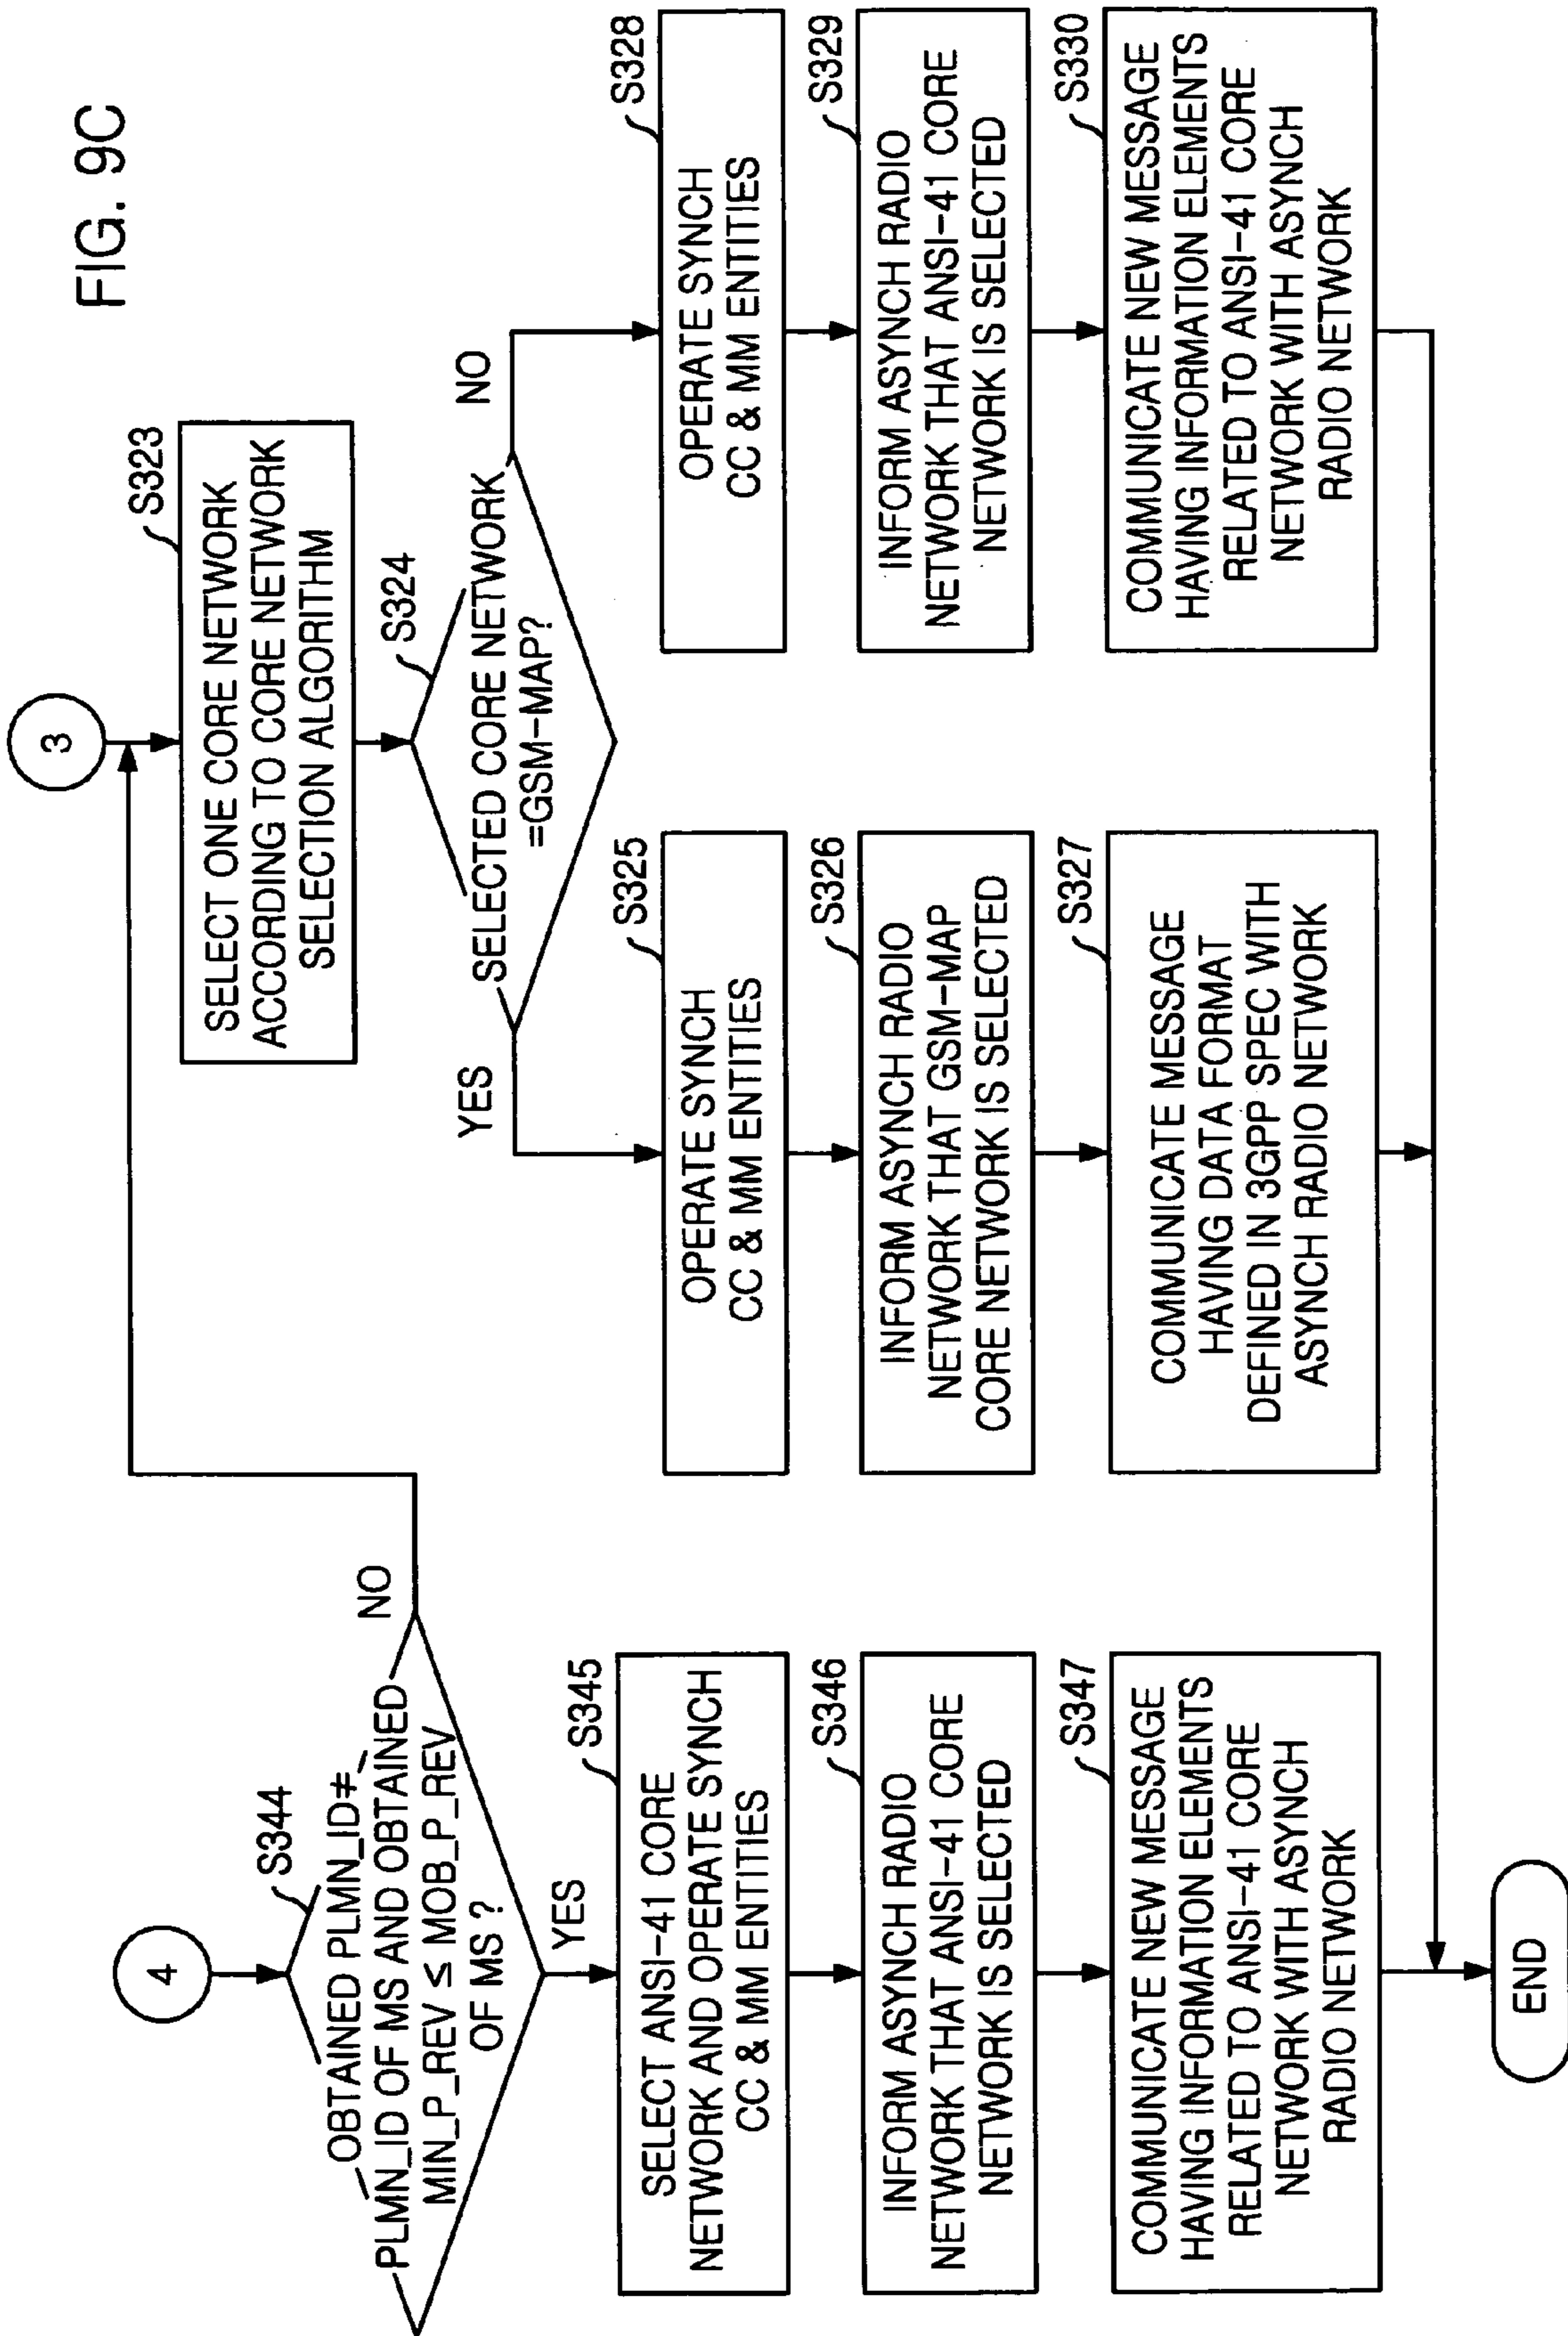 FIG. 9C
4
S344
OBTAINED PLMN_ID≠
PLMN_ID OF MS AND OBTAINED
MIN_P_REV ≤ MOB_P_REV
OF MS ?
NO
YES
S345
SELECT ANSI-41 CORE
NETWORK AND OPERATE SYNCH
CC & MM ENTITIES
S346
INFORM ASYNCH RADIO
NETWORK THAT ANSI-41 CORE
NETWORK IS SELECTED
S347
COMMUNICATE NEW MESSAGE
HAVING INFORMATION ELEMENTS
RELATED TO ANSI-41 CORE
NETWORK WITH ASYNCH
RADIO NETWORK
END
3
S323
SELECT ONE CORE NETWORK
ACCORDING TO CORE NETWORK
SELECTION ALGORITHM
S324
SELECTED CORE NETWORK
=GSM-MAP?
YES
NO
S325
OPERATE SYNCH
CC & MM ENTITIES
S326
INFORM ASYNCH RADIO
NETWORK THAT GSM-MAP
CORE NETWORK IS SELECTED
S327
COMMUNICATE MESSAGE
HAVING DATA FORMAT
DEFINED IN 3GPP SPEC WITH
ASYNCH RADIO NETWORK
S328
OPERATE SYNCH
CC & MM ENTITIES
S329
INFORM ASYNCH RADIO
NETWORK THAT ANSI-41 CORE
NETWORK IS SELECTED
S330
COMMUNICATE NEW MESSAGE
HAVING INFORMATION ELEMENTS
RELATED TO ANSI-41 CORE
NETWORK WITH ASYNCH
RADIO NETWORK